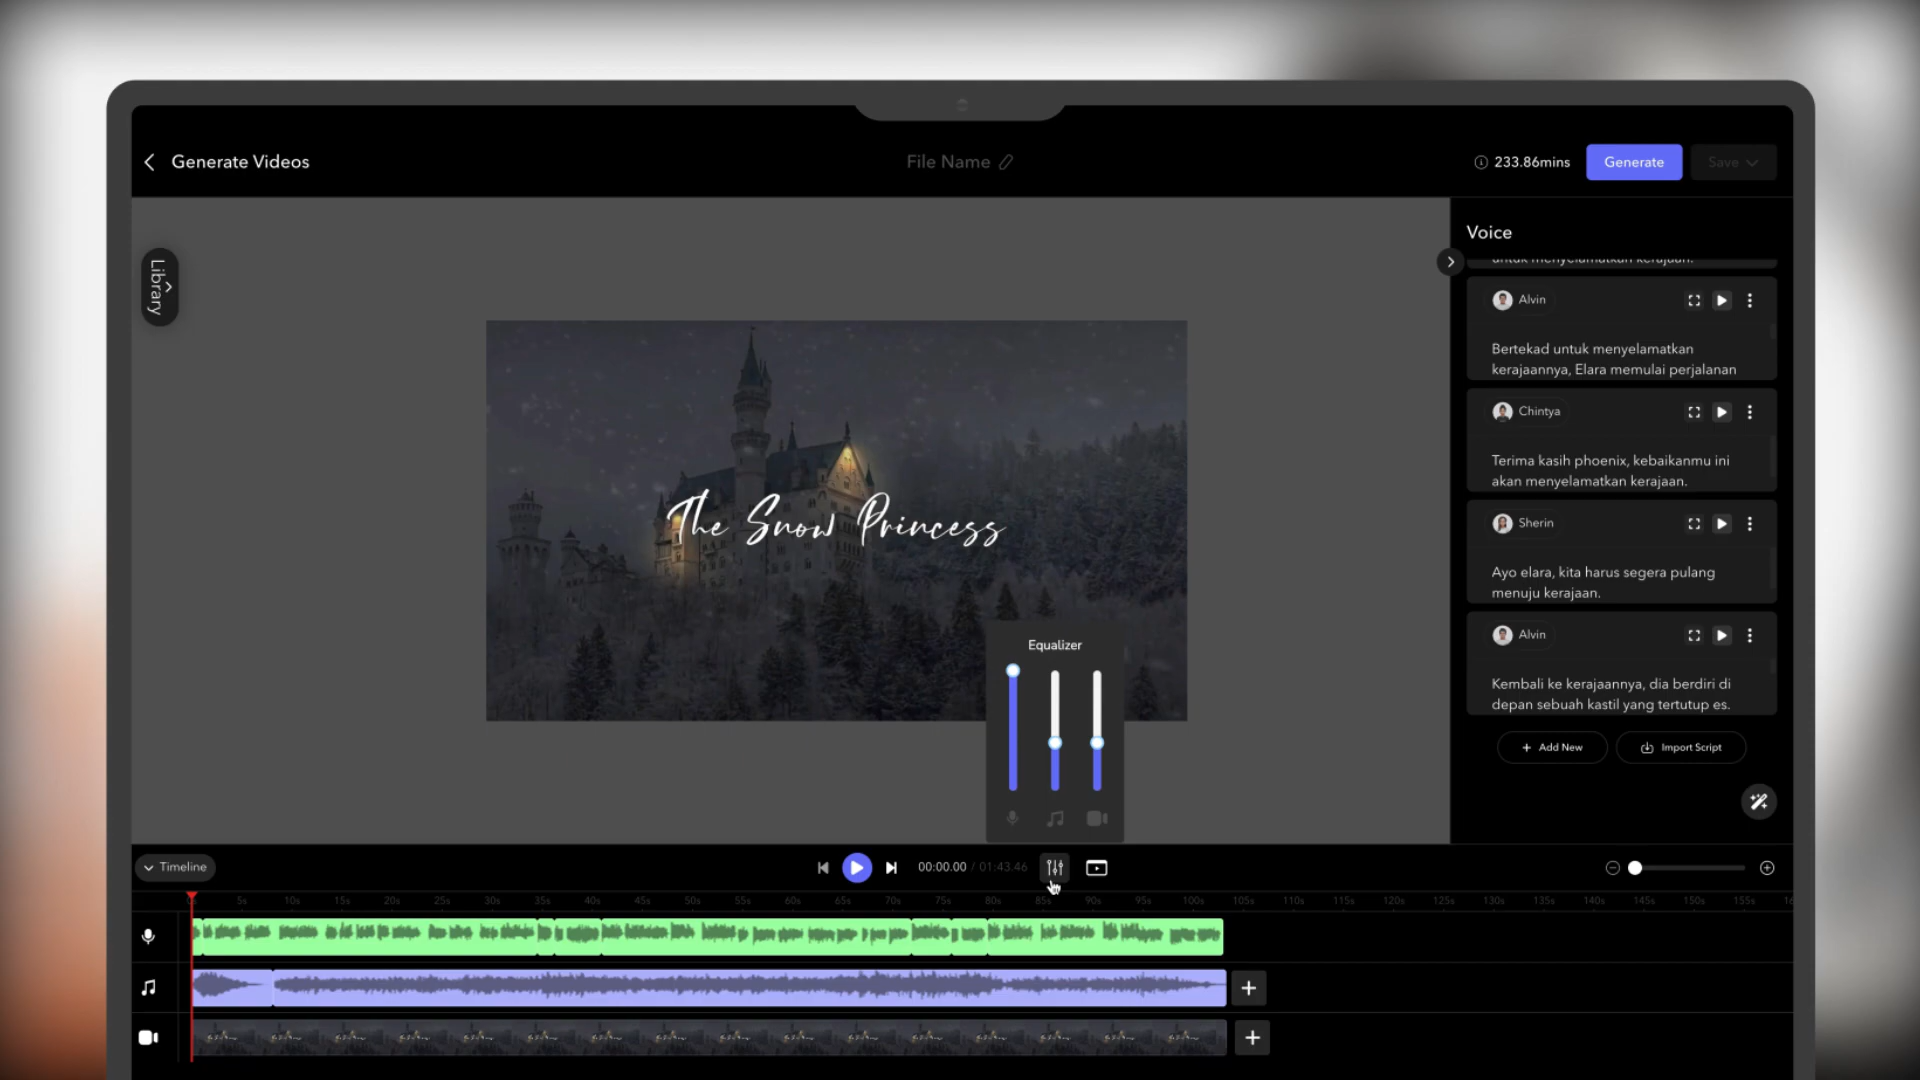 Generate Videos
File Name
233.86mins
Generate
Save
Library
Voice
untuk menyelamatkan kerajaan.
Alvin
Bertekad untuk menyelamatkan
kerajaannya, Elara memulai perjalanan
Chintya
Terima kasih phoenix, kebaikanmu ini
akan menyelamatkan kerajaan.
Sherin
Ayo elara, kita harus segera pulang
menuju kerajaan.
Alvin
Kembali ke kerajaannya, dia berdiri di
depan sebuah kastil yang tertutup es.
Add New
Import Script
The Snow Princess
Equalizer
Timeline
00:00.00 / 01:43.46
5s 10s 15s 20s 25s 30s 35s 40s 45s 50s 55s 60s 65s 70s 75s 80s 85s 90s 95s 100s 105s 110s 115s 120s 125s 130s 135s 140s 145s 150s 155s